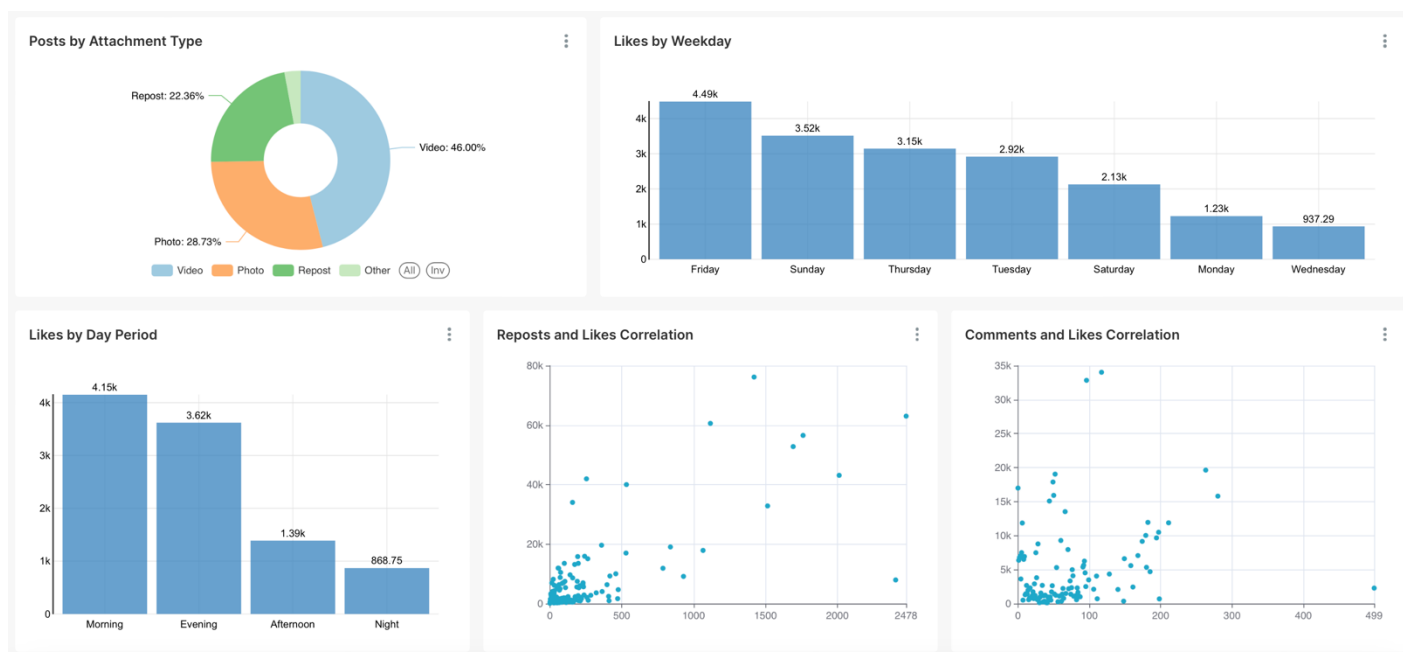 Posts by Attachment Type
Repost: 22.36%
Video: 46.00%
Photo: 28.73%
Video Photo Repost Other All Inv
Likes by Weekday
4.49k
3.52k
3.15k
2.92k
2.13k
1.23k
937.29
4k
3k
2k
1k
0
Friday Sunday Thursday Tuesday Saturday Monday Wednesday
Likes by Day Period
4.15k
3.62k
1.39k
868.75
4k
3k
2k
1k
0
Morning Evening Afternoon Night
Reposts and Likes Correlation
80k
60k
40k
20k
0
0 500 1000 1500 2000 2478
Comments and Likes Correlation
35k
30k
25k
20k
15k
10k
5k
0
0 100 200 300 400 499